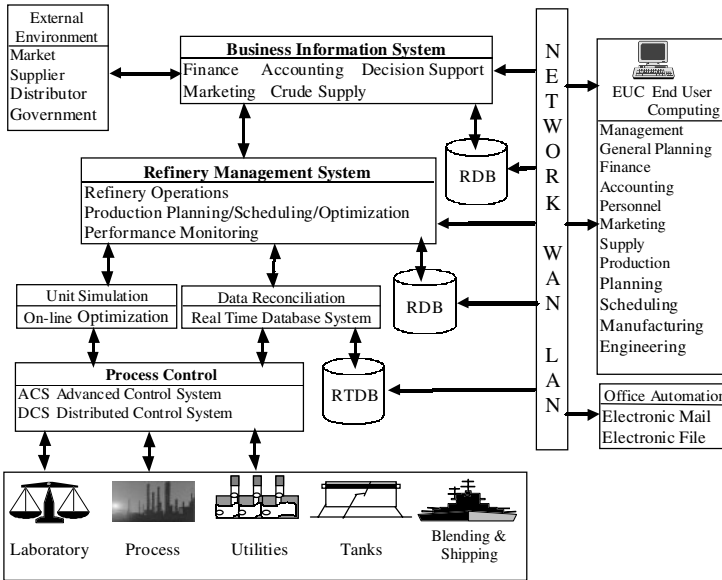 External
Environment
Market
Supplier
Distributor
Government
Business Information System
Finance Accounting Decision Support
Marketing Crude Supply
RDB
Refinery Management System
Refinery Operations
Production Planning/Scheduling/Optimization
Performance Monitoring
RDB
Unit Simulation
On-line Optimization
Data Reconciliation
Real Time Database System
RTDB
Process Control
ACS Advanced Control System
DCS Distributed Control System
Laboratory
Process
Utilities
Tanks
Blending &
Shipping
NETWORK WAN LAN
EUC End User
Computing
Management
General Planning
Finance
Accounting
Personnel
Marketing
Supply
Production
Planning
Scheduling
Manufacturing
Engineering
Office Automation
Electronic Mail
Electronic File